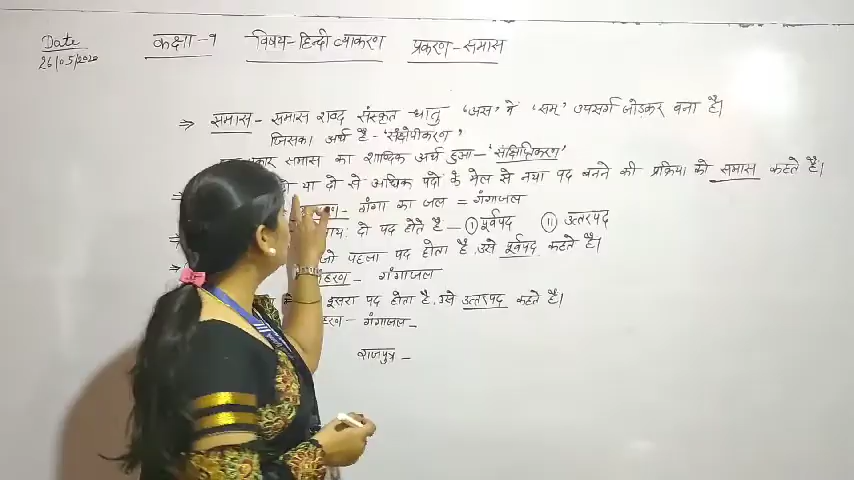 Date
26/05/2020
कक्षा - ९ विषय - हिन्दी व्याकरण प्रकरण - समास
⇒ समास - समास शब्द संस्कृत धातु 'अस' में 'सम्' उपसर्ग जोड़कर बना है।
जिसका अर्थ है - 'संक्षेपीकरण'
समास का शाब्दिक अर्थ हुआ - 'संक्षिप्तिकरण'
⇒ दो या दो से अधिक पदों के मेल से नया पद बनने की प्रक्रिया को समास कहते हैं।
गंगा का जल = गंगाजल
⇒ दो पद होते हैं - (i) पूर्वपद (ii) उत्तरपद
⇒ जो पहला पद होता है, उसे पूर्वपद कहते हैं।
गंगाजल
दूसरा पद होता है, उसे उत्तरपद कहते हैं।
गंगाजल -
राजपुत्र -